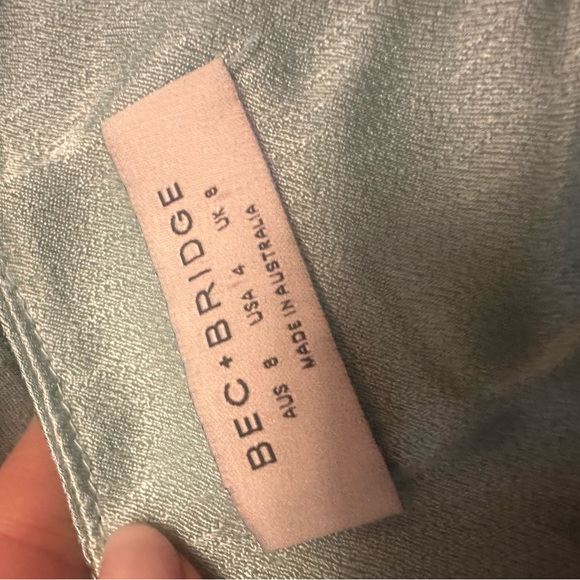 BEC+BRIDGE
AUS 8 USA 4 UK 8
MADE IN AUSTRALIA